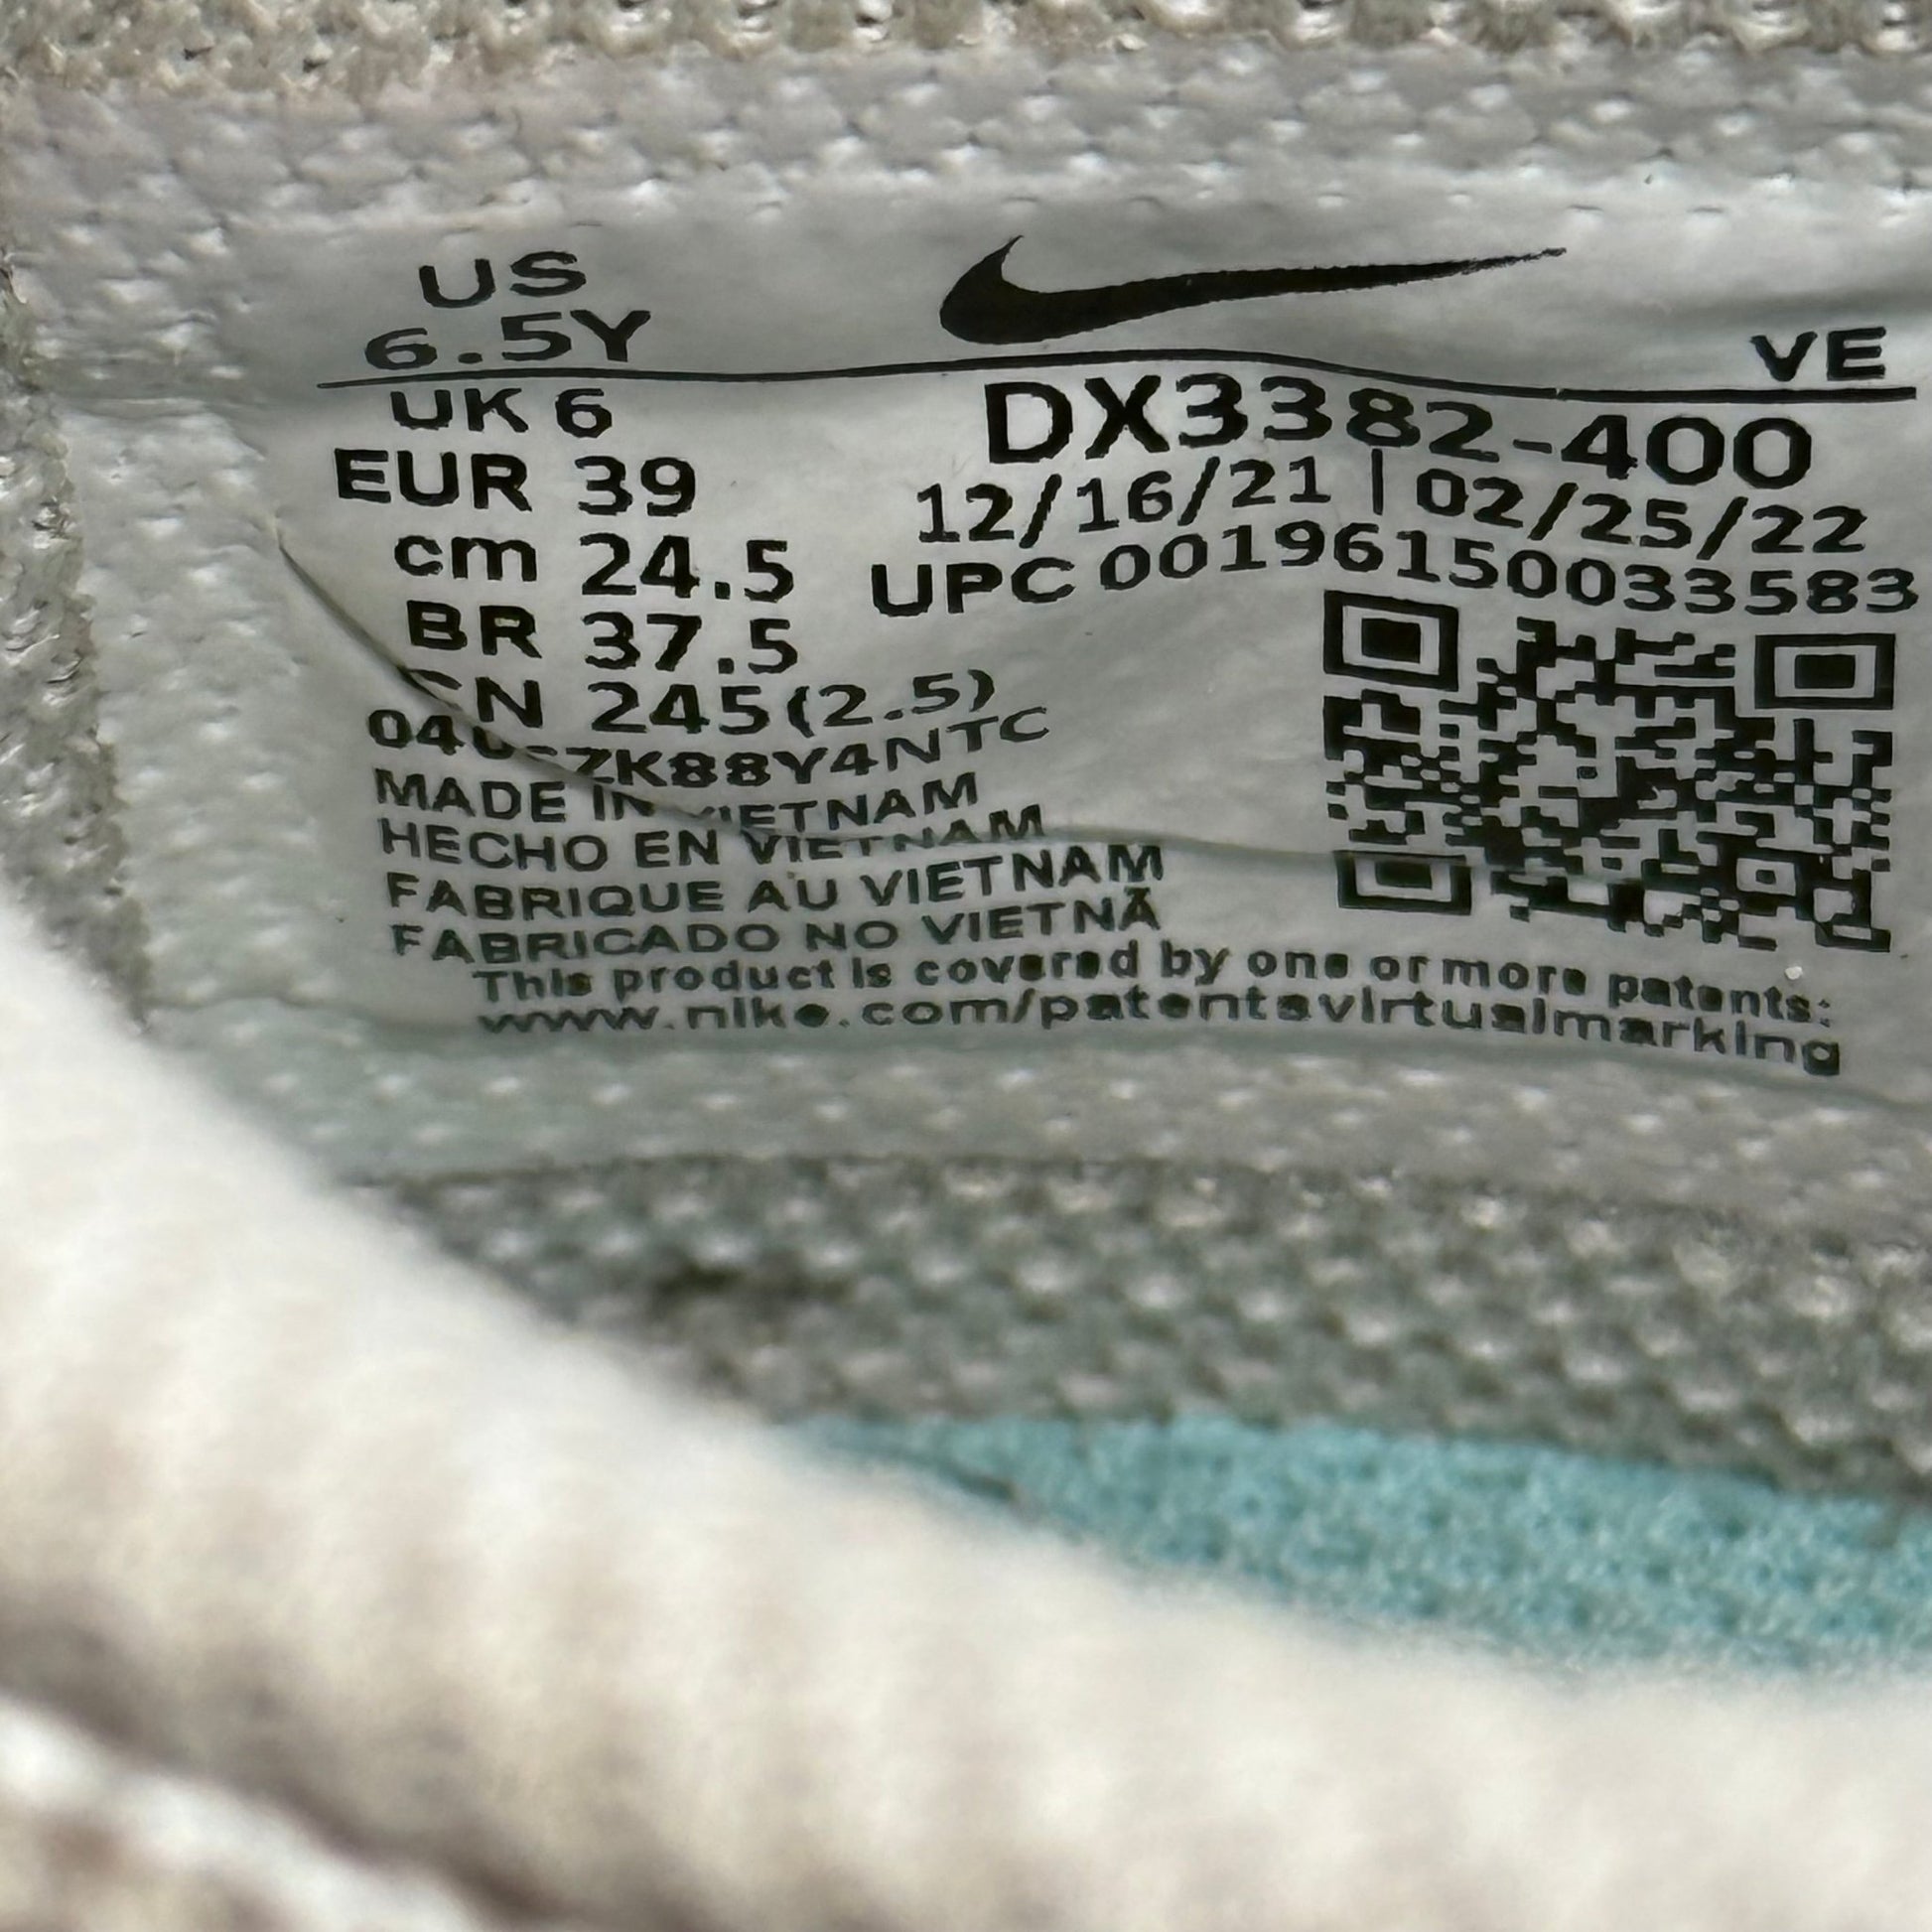 US
6.5Y
VE
UK 6
EUR 39
cm 24.5
BR 37.5
245(2.5)
DX3382-400
12/16/21 | 02/25/22
UPC 00196150033583
MADE IN VIETNAM
HECHO EN VIETNAM
FABRIQUE AU VIETNAM
FABRICADO NO VIETNÃ
This product is covered by one or more patents:
www.nike.com/patentsvirtualmarking